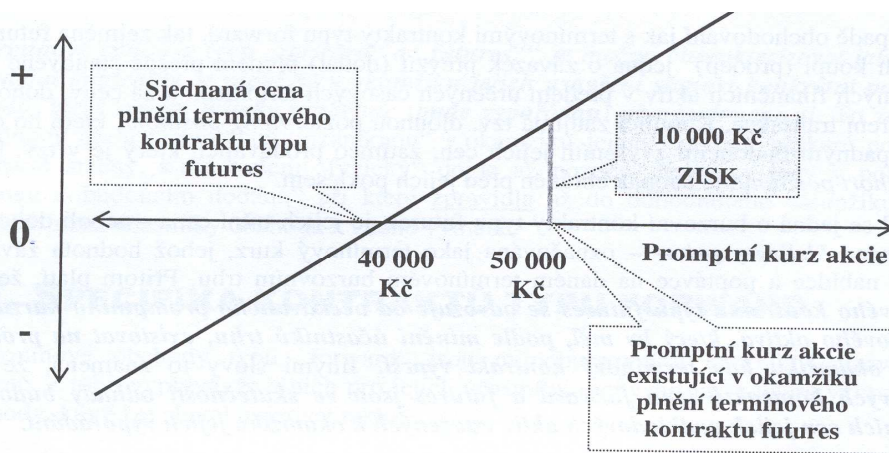 +
Sjednaná cena
plnění termínového
kontraktu typu
futures
10 000 Kč
ZISK
0
40 000
Kč
50 000
Kč
Promptní kurz akcie
-
Promptní kurz akcie
existující v okamžiku
plnění termínového
kontraktu futures